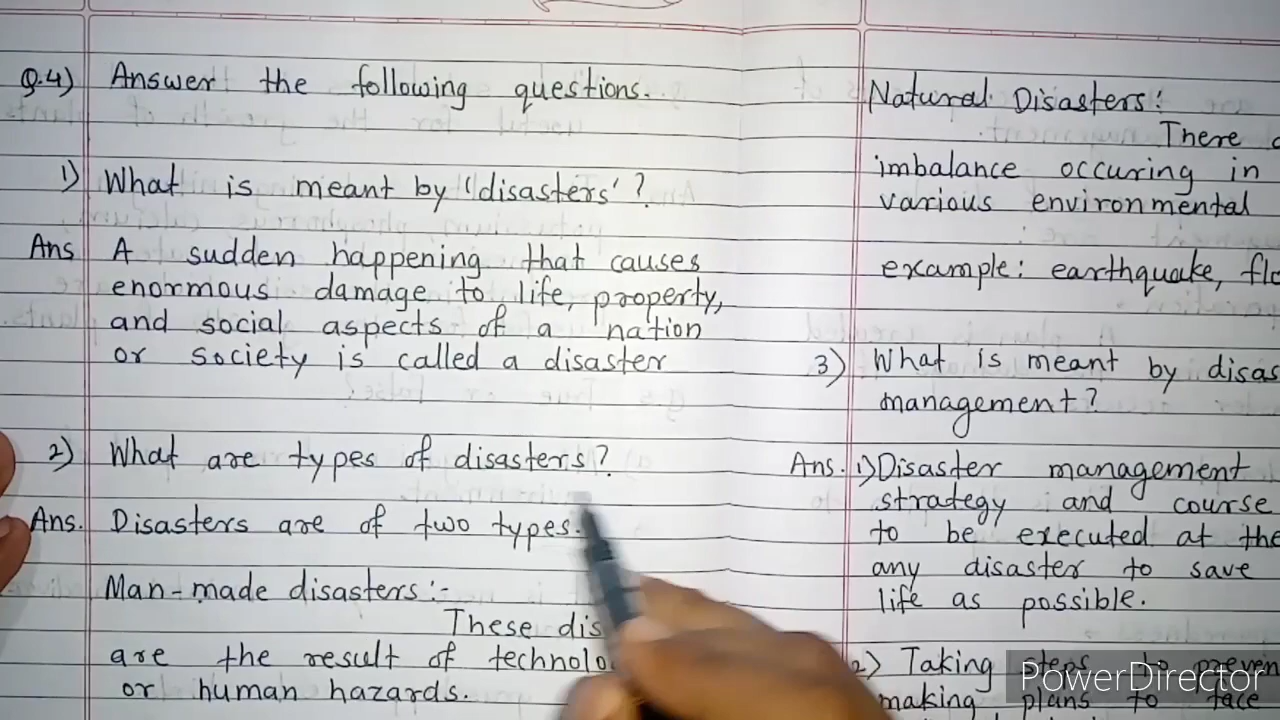 Q.4) Answer the following questions.
1) What is meant by 'disasters'?
Ans A sudden happening that causes
enormous damage to life, property,
and social aspects of a nation
or society is called a disaster
2) What are types of disasters?
Ans. Disasters are of two types.
Man-made disasters:-
These dis
are the result of technolo
or human hazards.
Natural Disasters:
There
imbalance occuring in
various environmental
example: earthquake, flo
3) What is meant by disas
management?
Ans. 1) Disaster management
strategy and course
to be executed at the
any disaster to save
life as possible.
2) Taking steps to preven
making plans to face
PowerDirector